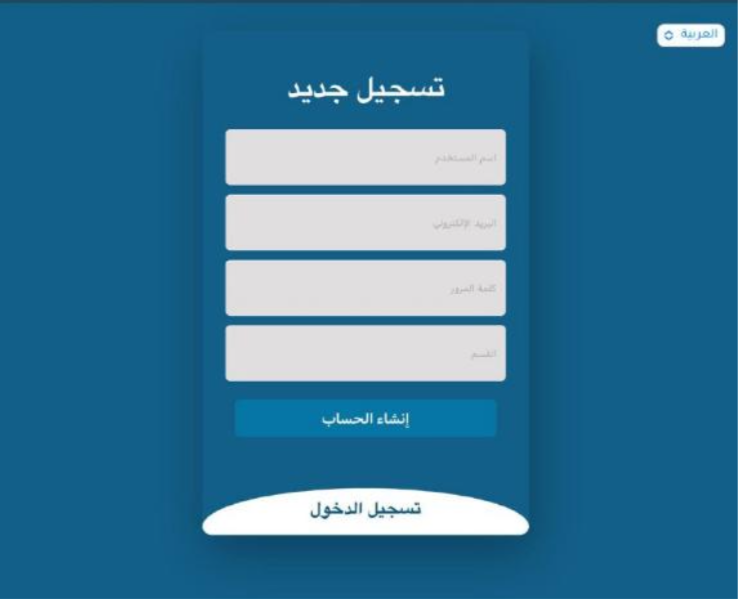 العربية
تسجيل جديد
اسم المستخدم
البريد الإلكتروني
كلمة المرور
القسم
إنشاء الحساب
تسجيل الدخول